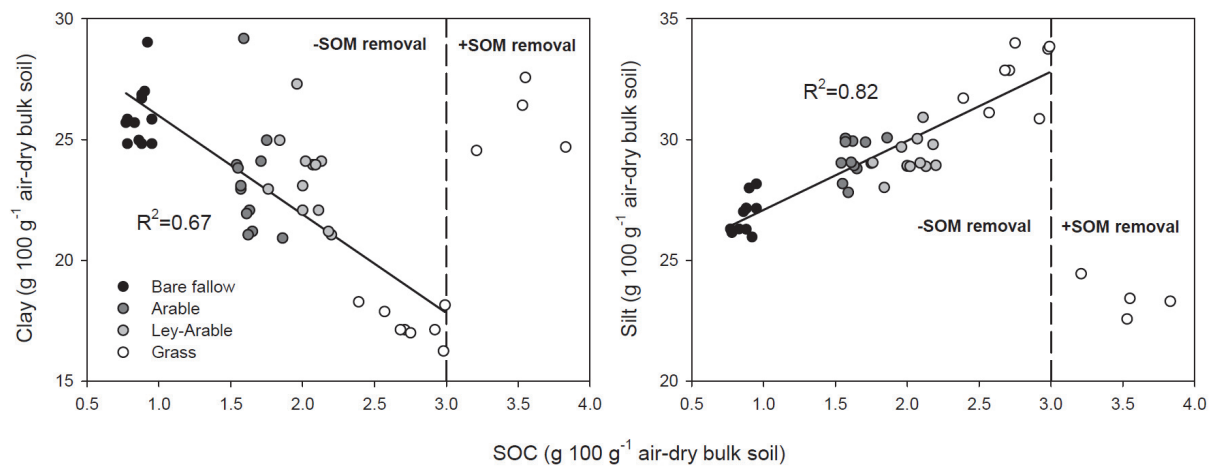 Clay (g 100 g⁻¹ air-dry bulk soil)
30
25
20
15
-SOM removal
+SOM removal
R²=0.67
Bare fallow
Arable
Ley-Arable
Grass
0.5 1.0 1.5 2.0 2.5 3.0 3.5 4.0
Silt (g 100 g⁻¹ air-dry bulk soil)
35
30
25
20
R²=0.82
-SOM removal
+SOM removal
0.5 1.0 1.5 2.0 2.5 3.0 3.5 4.0
SOC (g 100 g⁻¹ air-dry bulk soil)